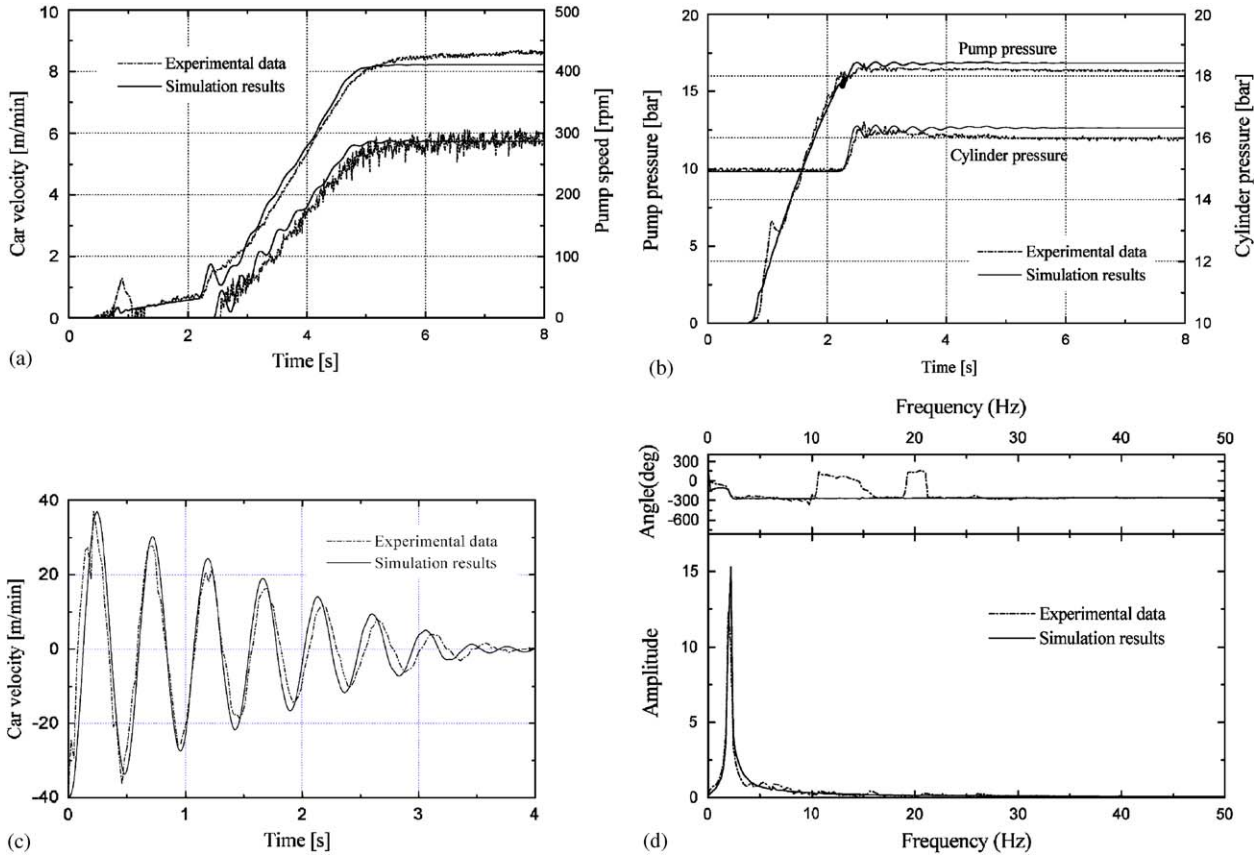 10
8
6
4
2
0
Car velocity [m/min]
Experimental data
Simulation results
500
400
300
200
100
0
Pump speed [rpm]
0 2 4 6 8
(a)
Time [s]
20
15
10
5
0
Pump pressure [bar]
Pump pressure
Cylinder pressure
Experimental data
Simulation results
20
18
16
14
12
10
Cylinder pressure [bar]
0 2 4 6 8
(b)
Time [s]
40
20
0
-20
-40
Car velocity [m/min]
Experimental data
Simulation results
0 1 2 3 4
(c)
Time [s]
Frequency (Hz)
0 10 20 30 40 50
300
0
-300
-600
Angle(deg)
15
10
5
0
Amplitude
Experimental data
Simulation results
0 10 20 30 40 50
(d)
Frequency (Hz)